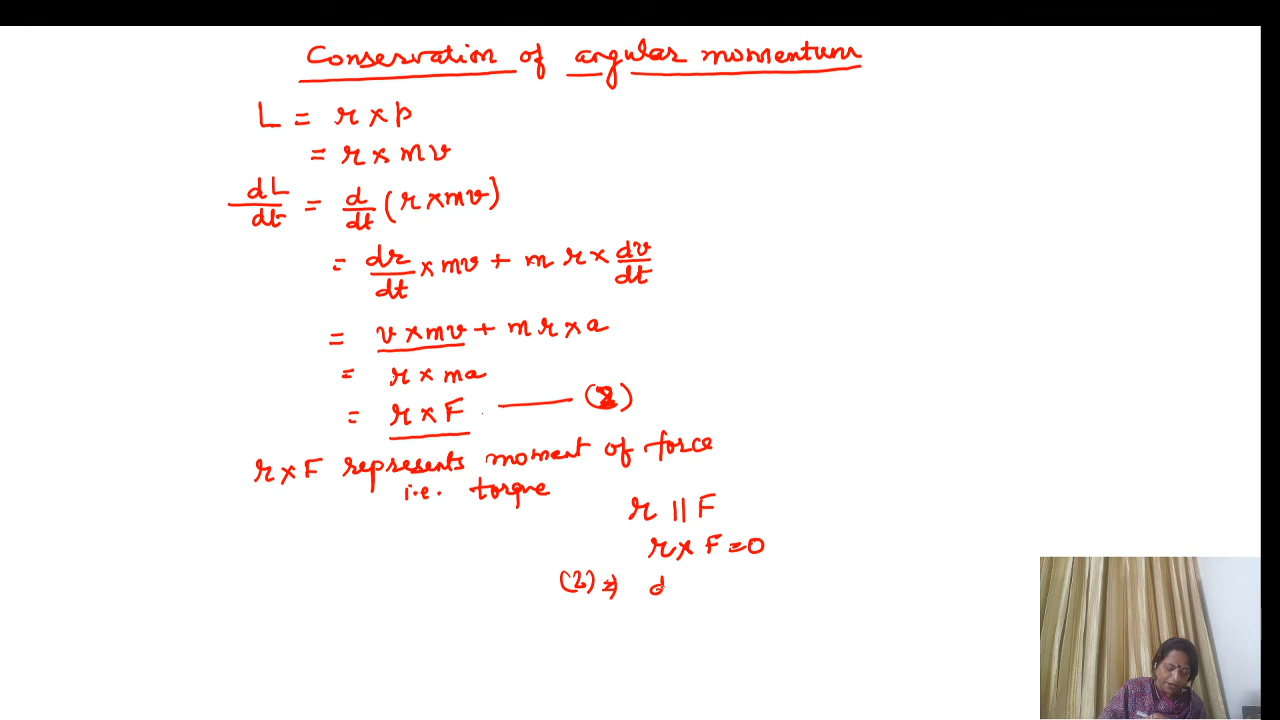 Conservation of angular momentum
L = r × p
= r × mv
dL/dt = d/dt (r × mv)
= dr/dt × mv + m r × dv/dt
= v × mv + m r × a
= r × ma
= r × F —— (2)
r × F represents moment of force
i.e. torque
r || F
r × F = 0
(2) ⇒ d